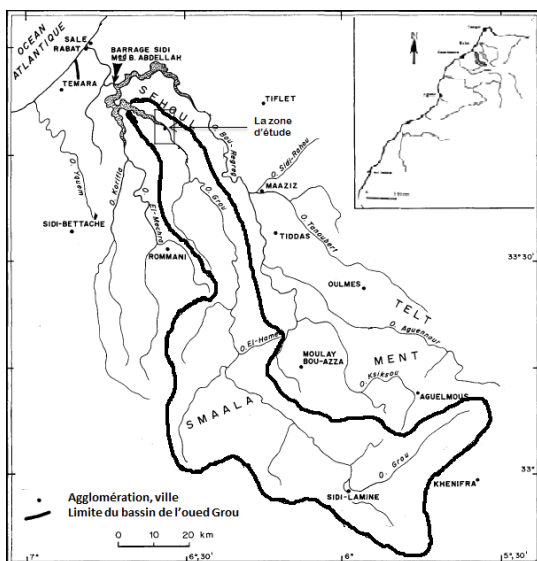 OCEAN
ATLANTIQUE
SALE
RABAT
BARRAGE SIDI
MED B. ABDELLAH
TEMARA
SEHOUL
TIFLET
La zone
d'étude
O. Bou-Regreg
O. Sidi-Rahou
MAAZIZ
O. Yquem
O. Korifla
O. Grou
El-Mechra
SIDI-BETTACHE
ROMMANI
TIDDAS
O. Tanoubert
33°30'
OULMES
TELT
O. Aguennour
O. El-Hame
MOULAY
BOU-AZZA
MENT
O. Ksiksou
AGUELMOUS
SMAALA
O. Grou
33°
SIDI-LAMINE
KHENIFRA
Agglomération, ville
Limite du bassin de l'oued Grou
0 10 20 km
7°
6°,30'
6°
5°,30'
N